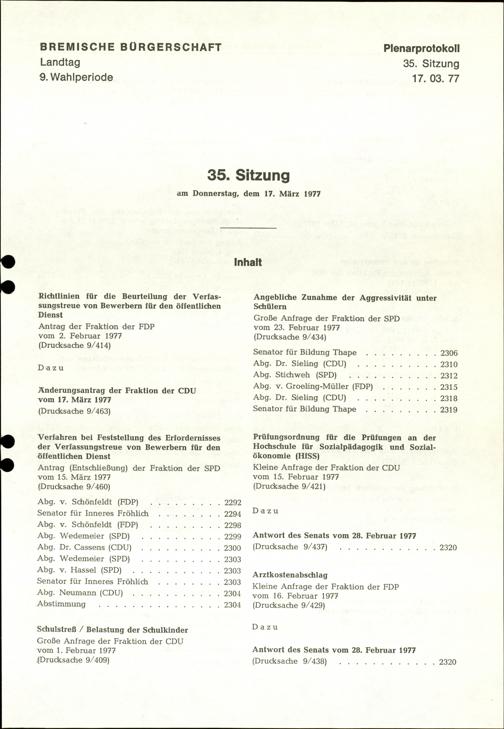 BREMISCHE BÜRGERSCHAFT
Landtag
9. Wahlperiode
Plenarprotokoll
35. Sitzung
17. 03. 77
35. Sitzung
am Donnerstag, dem 17. März 1977
Inhalt
Richtlinien für die Beurteilung der Verfas-
sungstreue von Bewerbern für den öffentlichen
Dienst
Antrag der Fraktion der FDP
vom 2. Februar 1977
(Drucksache 9/414)
Dazu
Änderungsantrag der Fraktion der CDU
vom 17. März 1977
(Drucksache 9/463)
Verfahren bei Feststellung des Erfordernisses
der Verfassungstreue von Bewerbern für den
öffentlichen Dienst
Antrag (Entschließung) der Fraktion der SPD
vom 15. März 1977
(Drucksache 9/460)
Abg. v. Schönfeldt (FDP) . . . . . . . . . 2292
Senator für Inneres Fröhlich . . . . . . . . 2294
Abg. v. Schönfeldt (FDP) . . . . . . . . . 2298
Abg. Wedemeier (SPD) . . . . . . . . . . 2299
Abg. Dr. Cassens (CDU) . . . . . . . . . . 2300
Abg. Wedemeier (SPD) . . . . . . . . . . 2303
Abg. v. Hassel (SPD) . . . . . . . . . . . 2303
Senator für Inneres Fröhlich . . . . . . . . 2303
Abg. Neumann (CDU) . . . . . . . . . . . 2304
Abstimmung . . . . . . . . . . . . . . 2304
Schulstreß / Belastung der Schulkinder
Große Anfrage der Fraktion der CDU
vom 1. Februar 1977
(Drucksache 9/409)
Angebliche Zunahme der Aggressivität unter
Schülern
Große Anfrage der Fraktion der SPD
vom 23. Februar 1977
(Drucksache 9/434)
Senator für Bildung Thape . . . . . . . . . 2306
Abg. Dr. Sieling (CDU) . . . . . . . . . . 2310
Abg. Stichweh (SPD) . . . . . . . . . . . 2312
Abg. v. Groeling-Müller (FDP) . . . . . . . 2315
Abg. Dr. Sieling (CDU) . . . . . . . . . . 2318
Senator für Bildung Thape . . . . . . . . . 2319
Prüfungsordnung für die Prüfungen an der
Hochschule für Sozialpädagogik und Sozial-
ökonomie (HfSS)
Kleine Anfrage der Fraktion der CDU
vom 15. Februar 1977
(Drucksache 9/421)
Dazu
Antwort des Senats vom 28. Februar 1977
(Drucksache 9/437) . . . . . . . . . . . . 2320
Arztkostenabschlag
Kleine Anfrage der Fraktion der FDP
vom 16. Februar 1977
(Drucksache 9/429)
Dazu
Antwort des Senats vom 28. Februar 1977
(Drucksache 9/438) . . . . . . . . . . . . 2320